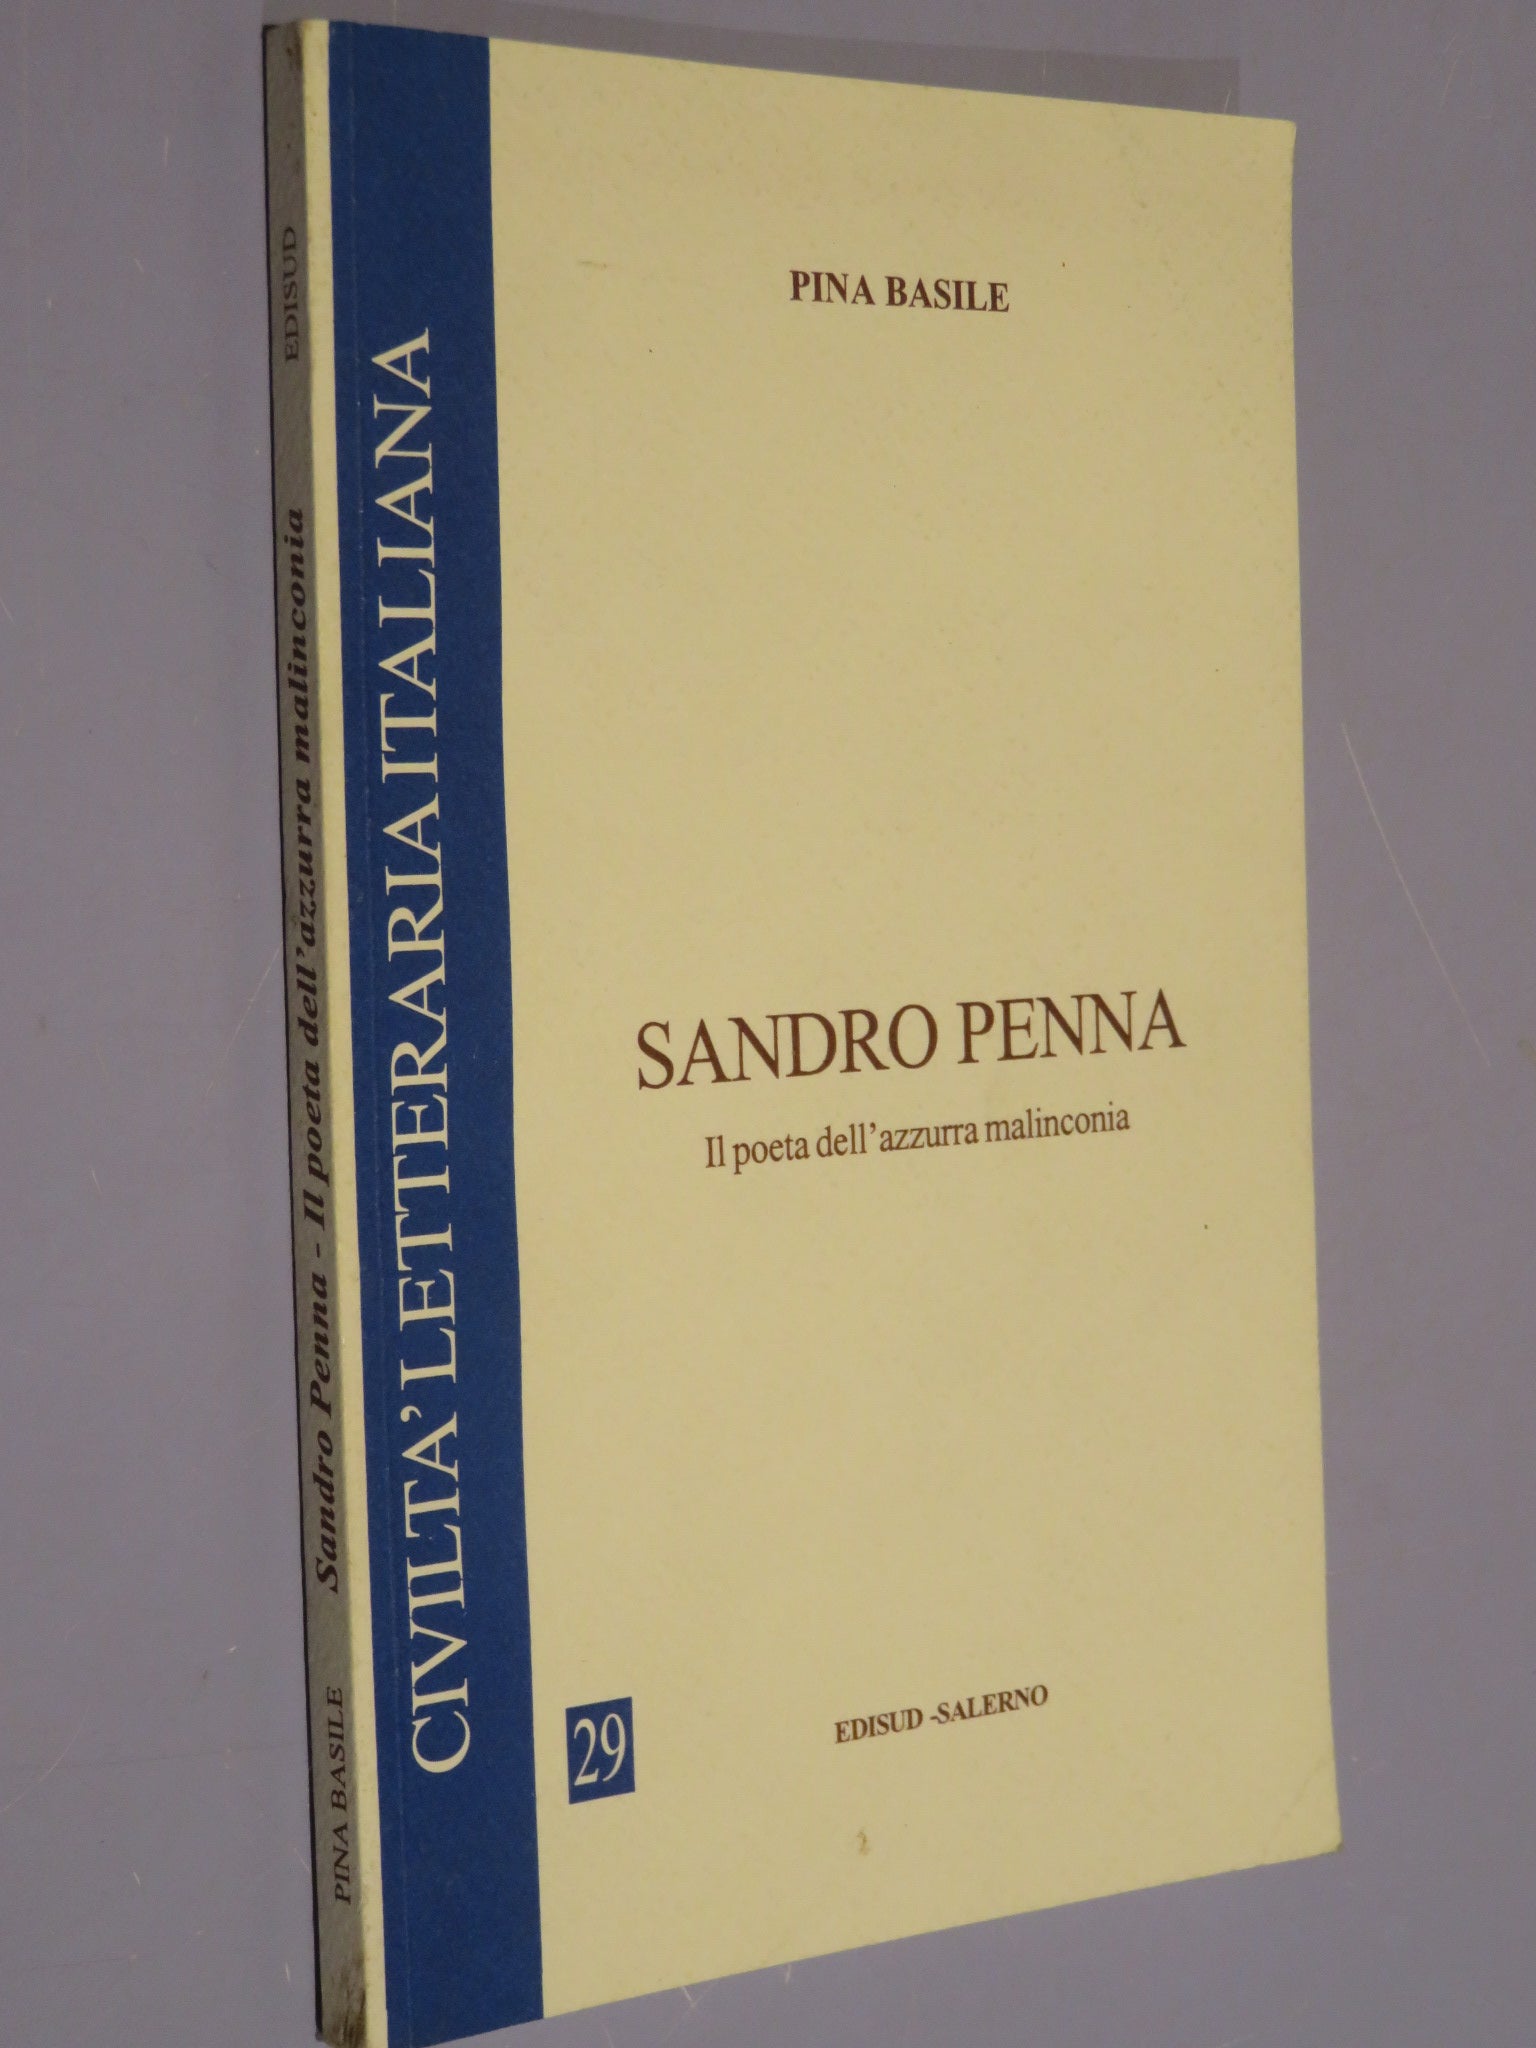 PINA BASILE
SANDRO PENNA
Il poeta dell'azzurra malinconia
EDISUD -SALERNO
29
CIVILTA' LETTERARIA ITALIANA
PINA BASILE Sandro Penna - Il poeta dell'azzurra malinconia EDISUD